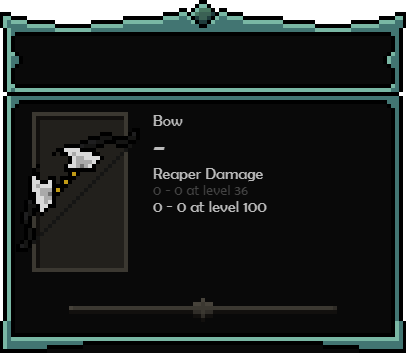 Bow
-
Reaper Damage
0 - 0 at level 36
0 - 0 at level 100